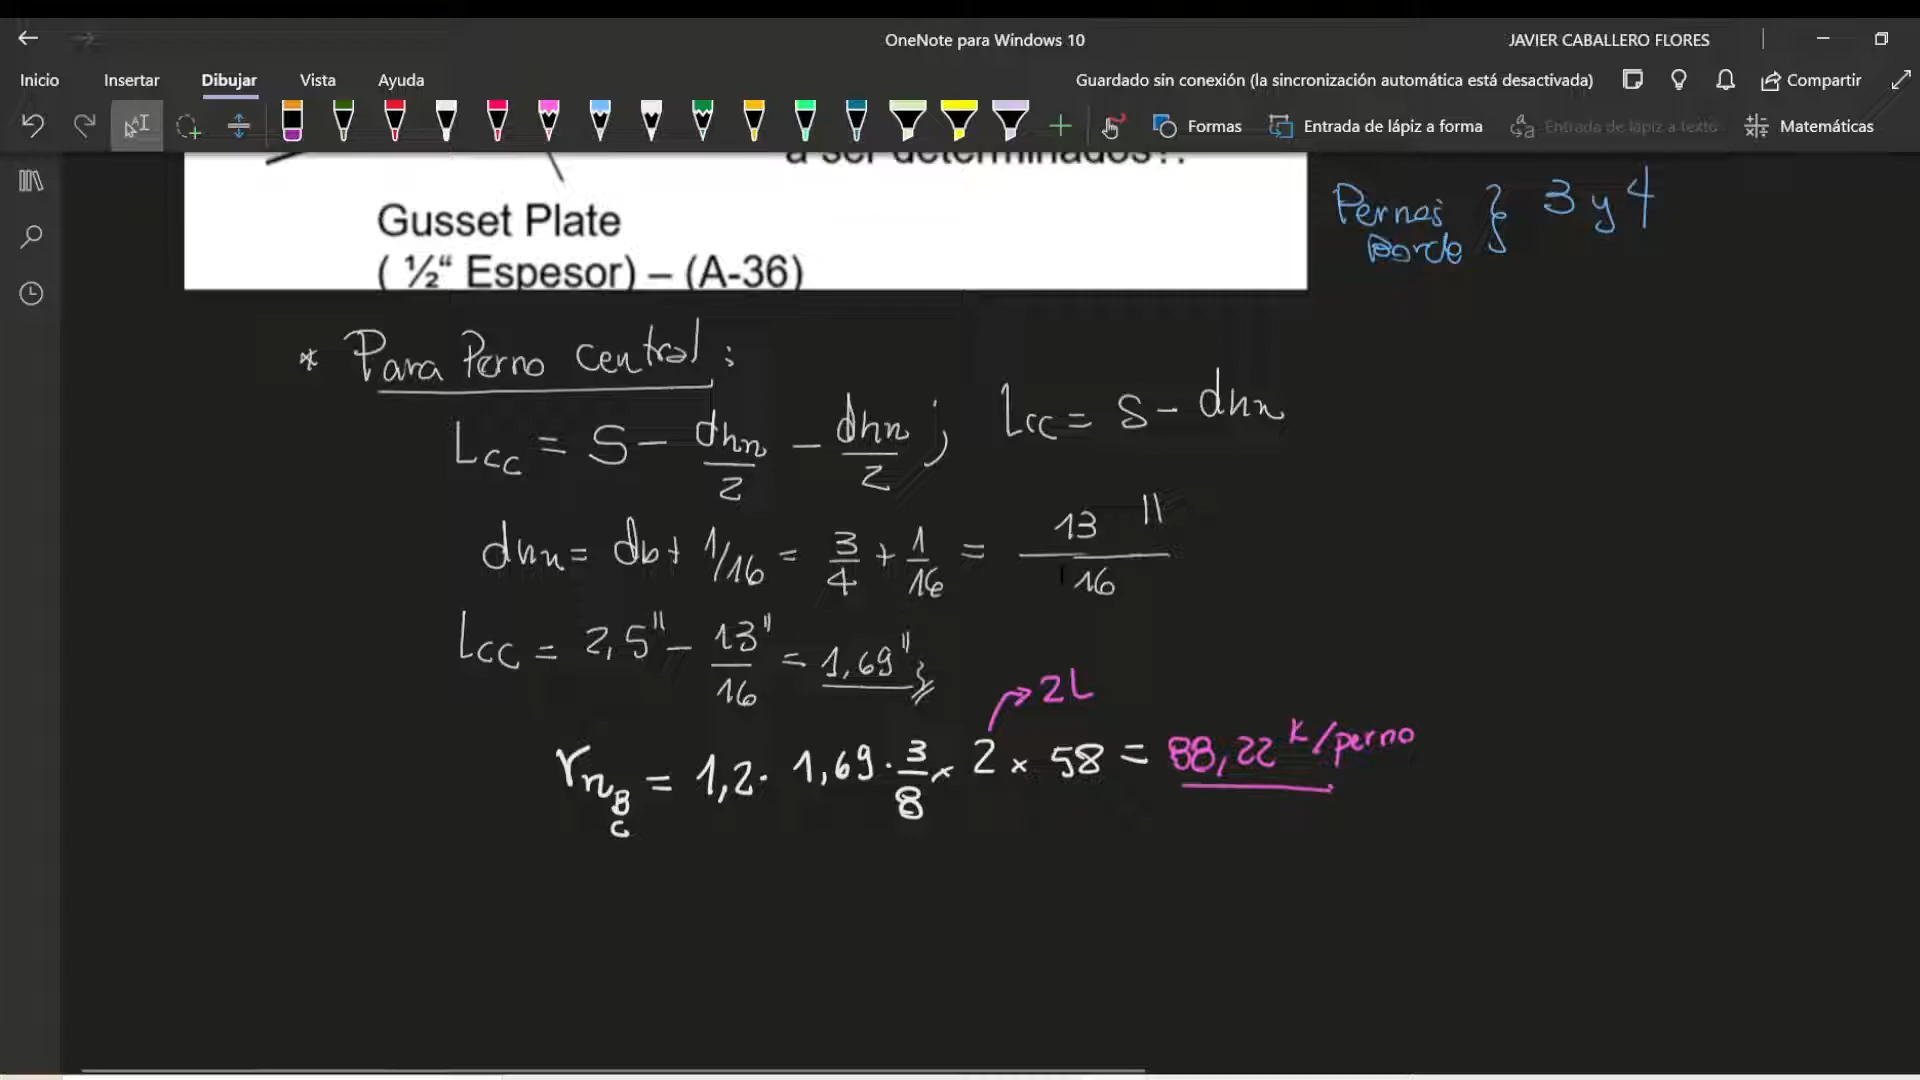 OneNote para Windows 10
JAVIER CABALLERO FLORES
Inicio Insertar Dibujar Vista Ayuda
Guardado sin conexión (la sincronización automática está desactivada)
Compartir
Formas
Entrada de lápiz a forma
Entrada de lápiz a texto
Matemáticas
a ser determinados?.
Gusset Plate
( ½“ Espesor) – (A-36)
Pernos
Borde } 3 y 4
* Para Perno central:
Lcc = S - dhn/2 - dhn/2 ; Lcc = S - dhn
dhn = db + 1/16 = 3/4 + 1/16 = 13/16"
Lcc = 2,5" - 13"/16 = 1,69"
→ 2L
rnBc = 1,2 · 1,69 · 3/8 × 2 × 58 = 88,22 k/perno